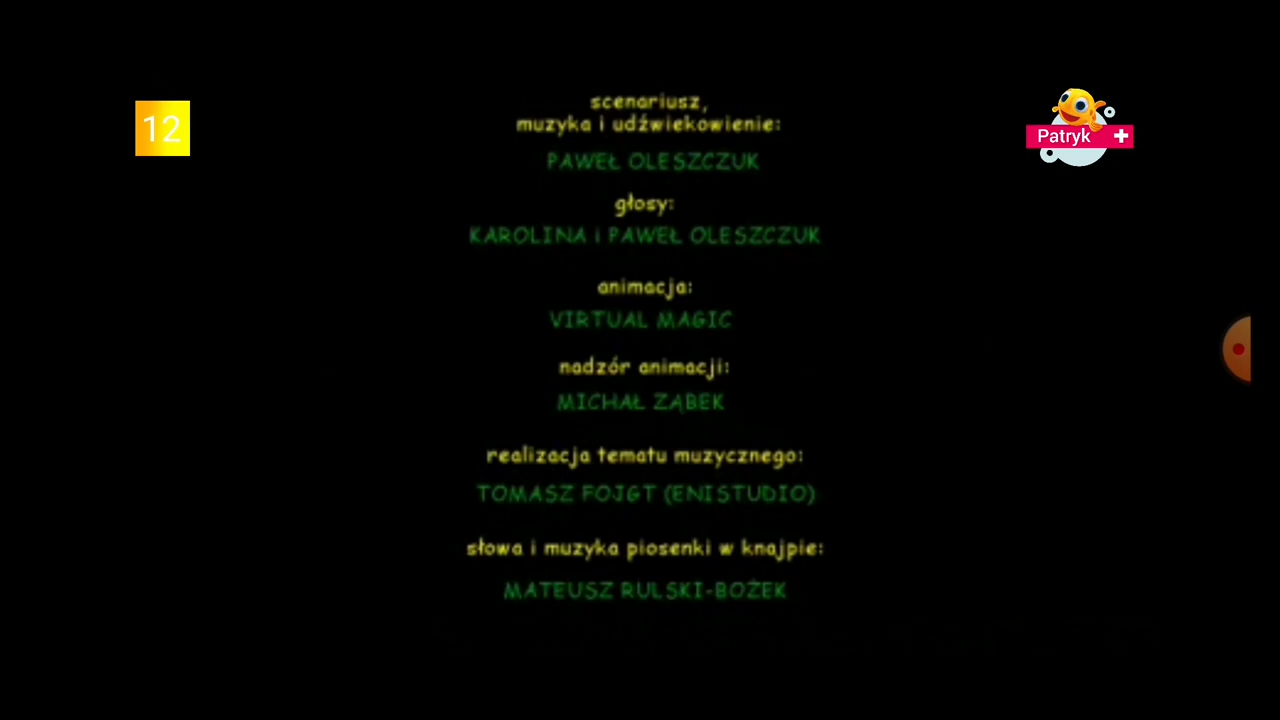 12
Patryk +
scenariusz,
muzyka i udźwiekowienie:
PAWEŁ OLESZCZUK
głosy:
KAROLINA i PAWEŁ OLESZCZUK
animacja:
VIRTUAL MAGIC
nadzór animacji:
MICHAŁ ZĄBEK
realizacja tematu muzycznego:
TOMASZ FOJGT (ENISTUDIO)
słowa i muzyka piosenki w knajpie:
MATEUSZ RULSKI-BOŻEK